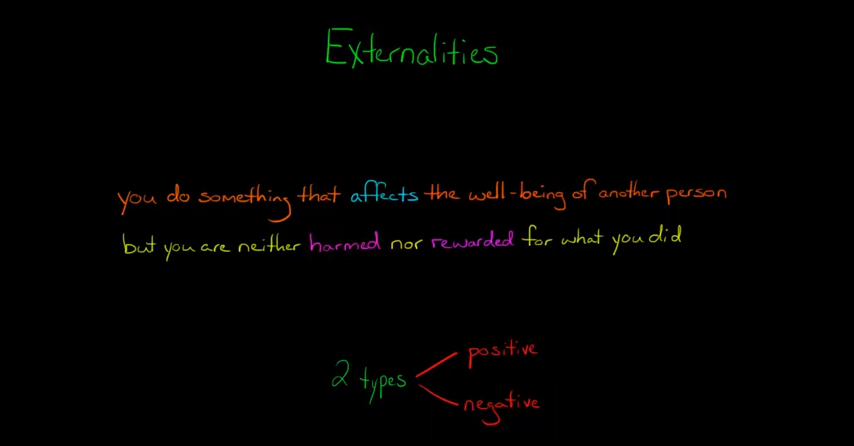 Externalities
you do something that affects the well-being of another person
but you are neither harmed nor rewarded for what you did
2 types
positive
negative